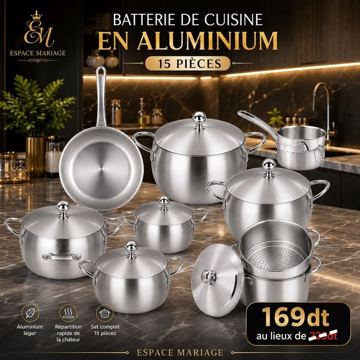 BATTERIE DE CUISINE
EN ALUMINIUM
15 PIÈCES
EM
ESPACE MARIAGE
Aluminium
léger
Répartition
rapide de
la chaleur
Set complet
15 pièces
169dt
au lieu de
ESPACE MARIAGE